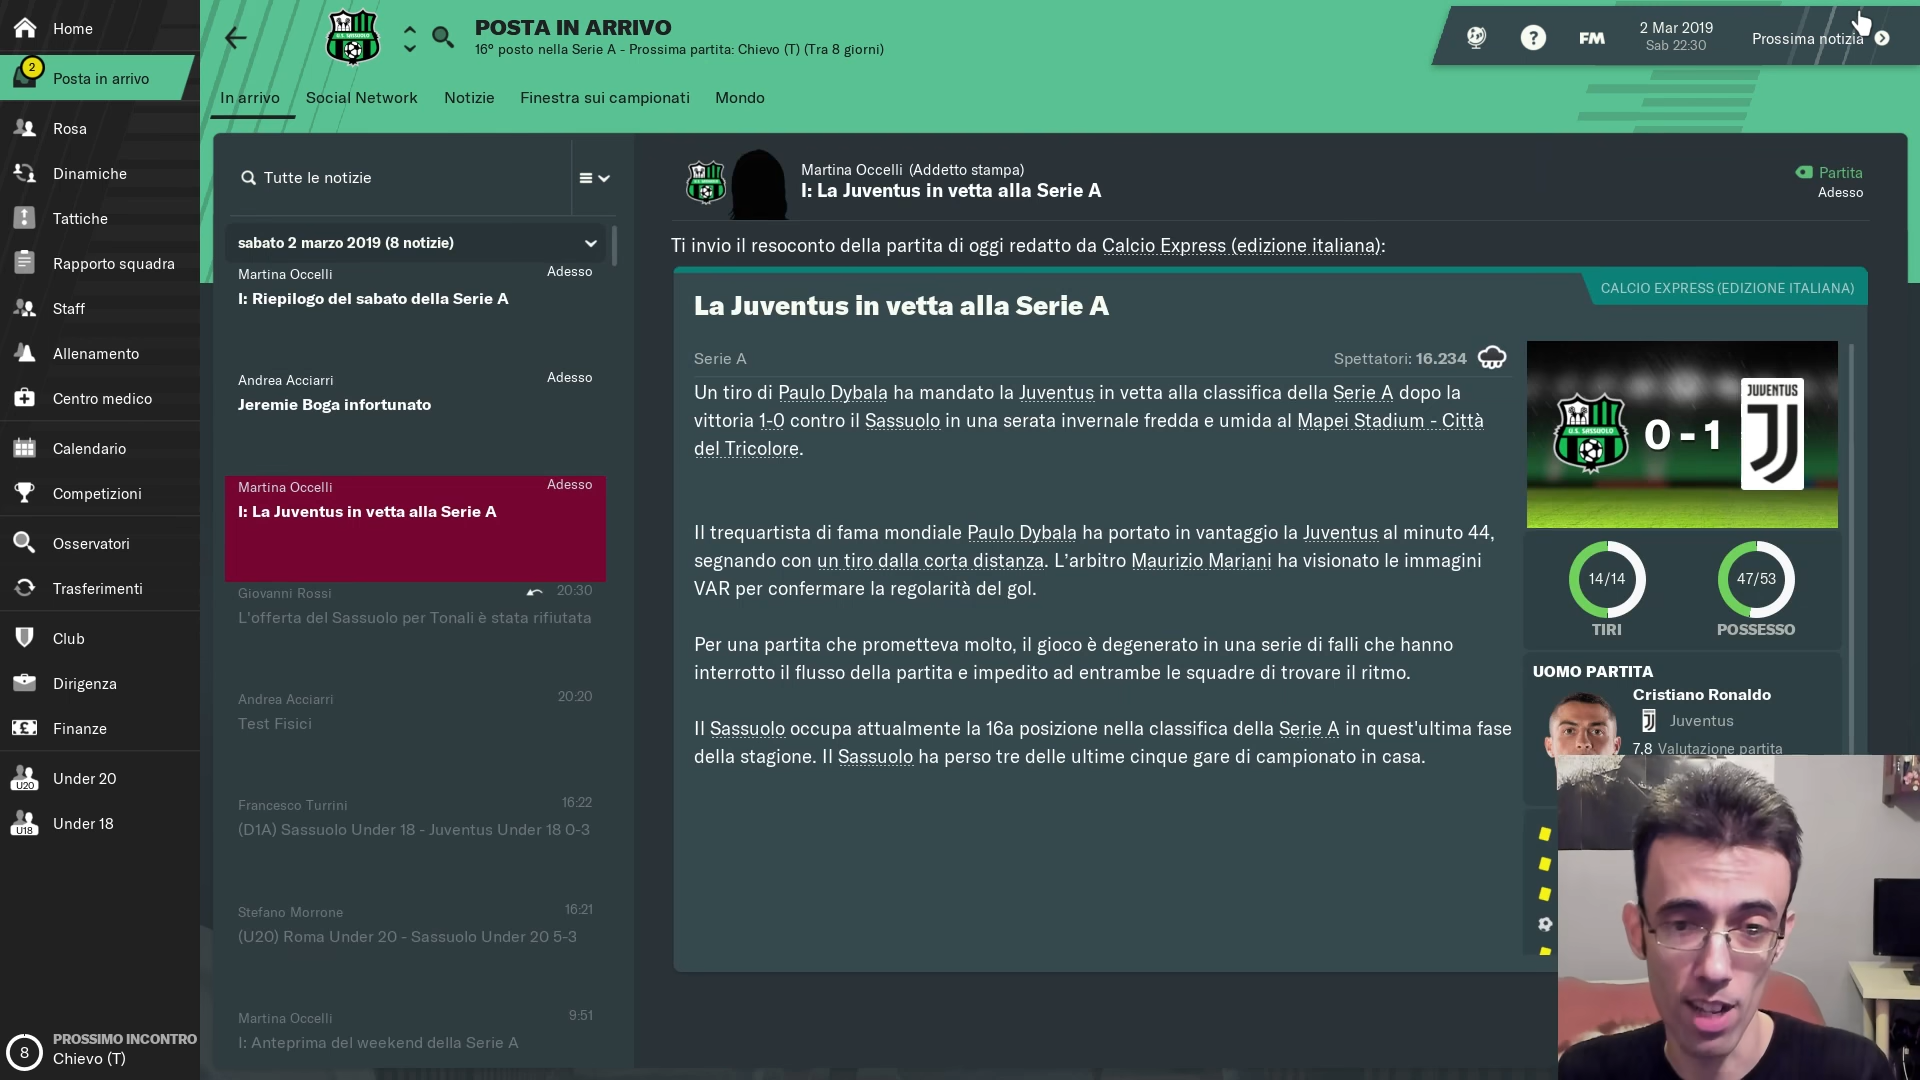 Home
2
Posta in arrivo
Rosa
Dinamiche
Tattiche
Rapporto squadra
Staff
Allenamento
Centro medico
Calendario
Competizioni
Osservatori
Trasferimenti
Club
Dirigenza
Finanze
U20
Under 20
U18
Under 18
8
PROSSIMO INCONTRO
Chievo (T)
POSTA IN ARRIVO
16º posto nella Serie A - Prossima partita: Chievo (T) (Tra 8 giorni)
?
FM
2 Mar 2019
Sab 22:30
Prossima notizia
In arrivo
Social Network
Notizie
Finestra sui campionati
Mondo
Tutte le notizie
sabato 2 marzo 2019 (8 notizie)
Martina Occelli
Adesso
I: Riepilogo del sabato della Serie A
Andrea Acciarri
Adesso
Jeremie Boga infortunato
Martina Occelli
Adesso
I: La Juventus in vetta alla Serie A
Giovanni Rossi
20:30
L'offerta del Sassuolo per Tonali è stata rifiutata
Andrea Acciarri
20:20
Test Fisici
Francesco Turrini
16:22
(D1A) Sassuolo Under 18 - Juventus Under 18 0-3
Stefano Morrone
16:21
(U20) Roma Under 20 - Sassuolo Under 20 5-3
Martina Occelli
9:51
I: Anteprima del weekend della Serie A
Martina Occelli (Addetto stampa)
I: La Juventus in vetta alla Serie A
Partita
Adesso
Ti invio il resoconto della partita di oggi redatto da Calcio Express (edizione italiana):
CALCIO EXPRESS (EDIZIONE ITALIANA)
La Juventus in vetta alla Serie A
Serie A
Spettatori: 16.234
Un tiro di Paulo Dybala ha mandato la Juventus in vetta alla classifica della Serie A dopo la
vittoria 1-0 contro il Sassuolo in una serata invernale fredda e umida al Mapei Stadium - Città
del Tricolore.
Il trequartista di fama mondiale Paulo Dybala ha portato in vantaggio la Juventus al minuto 44,
segnando con un tiro dalla corta distanza. L'arbitro Maurizio Mariani ha visionato le immagini
VAR per confermare la regolarità del gol.
Per una partita che prometteva molto, il gioco è degenerato in una serie di falli che hanno
interrotto il flusso della partita e impedito ad entrambe le squadre di trovare il ritmo.
Il Sassuolo occupa attualmente la 16a posizione nella classifica della Serie A in quest'ultima fase
della stagione. Il Sassuolo ha perso tre delle ultime cinque gare di campionato in casa.
U.S. SASSUOLO
0 - 1
JUVENTUS
14/14
TIRI
47/53
POSSESSO
UOMO PARTITA
Cristiano Ronaldo
Juventus
7,8 Valutazione partita